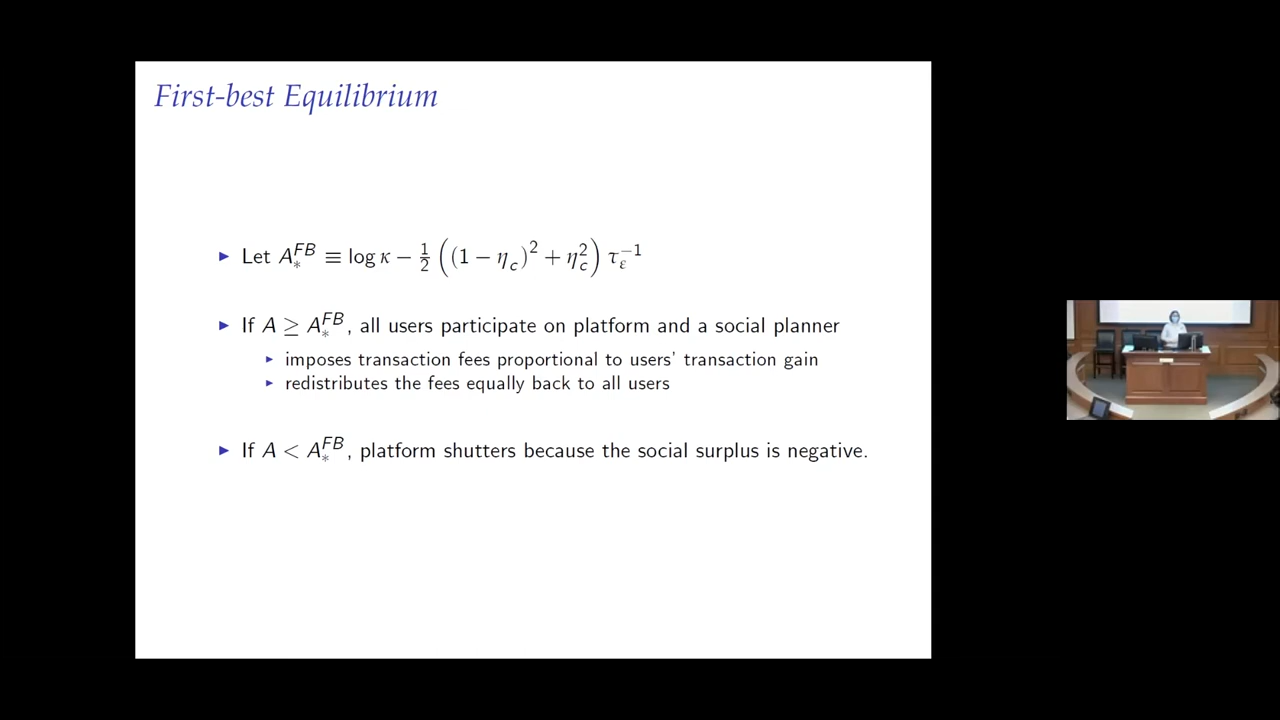 First-best Equilibrium
▶ Let A_*^{FB} ≡ log κ − 1/2 ((1 − η_c)^2 + η_c^2) τ_ε^{−1}
▶ If A ≥ A_*^{FB}, all users participate on platform and a social planner
▶ imposes transaction fees proportional to users' transaction gain
▶ redistributes the fees equally back to all users
▶ If A < A_*^{FB}, platform shutters because the social surplus is negative.